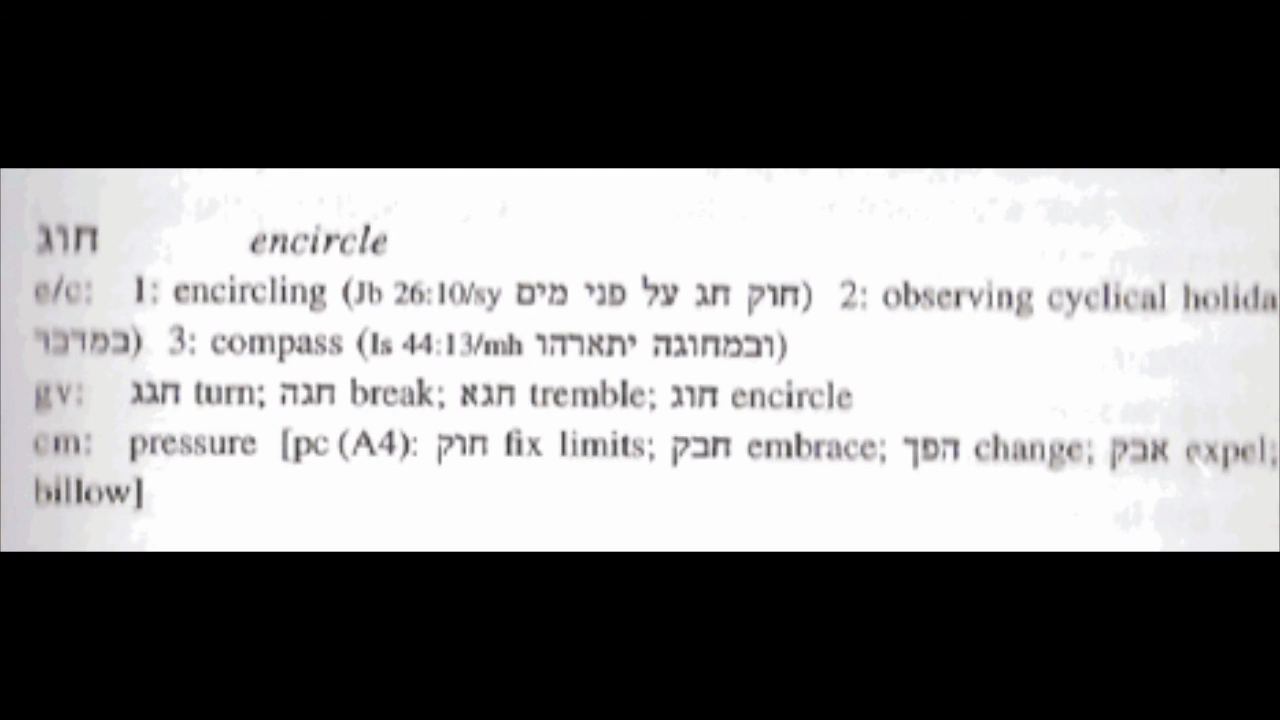 חוג encircle
e/c: 1: encircling (Jb 26:10/sy חוק חג על פני מים) 2: observing cyclical holida
במדבר) 3: compass (Is 44:13/mh ובמחוגה יתארהו)
gv: חגג turn; חגה break; חגא tremble; חוג encircle
cm: pressure [pc (A4): חוק fix limits; חבק embrace; הפך change; אבק expel;
billow]